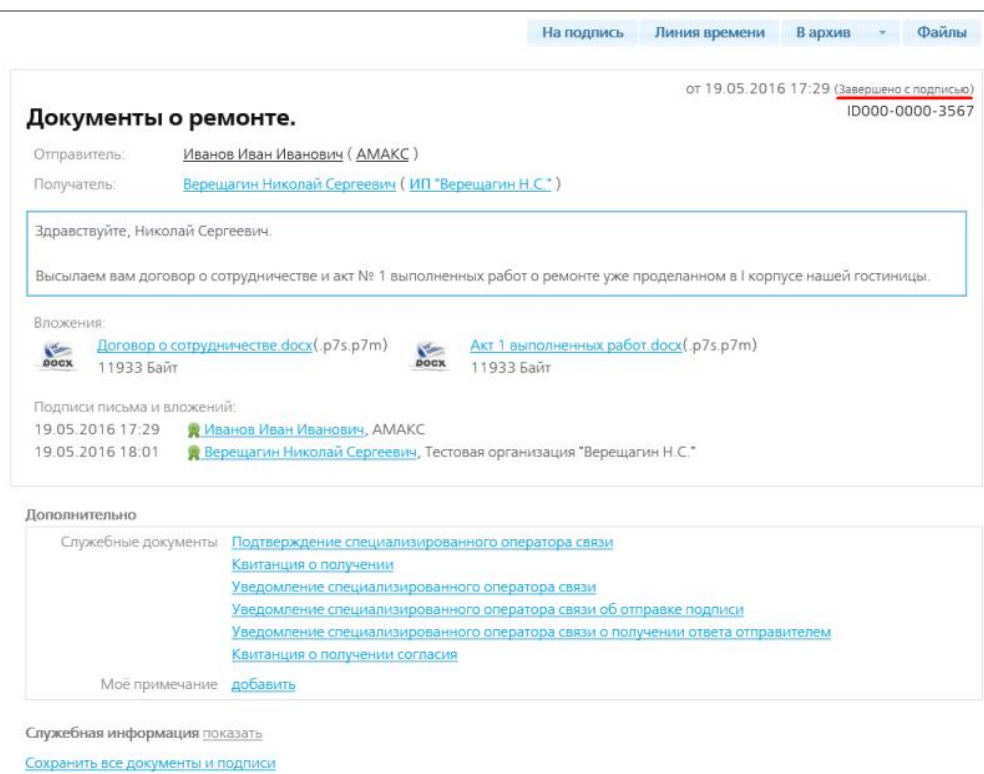 На подпись Линия времени В архив Файлы
от 19.05.2016 17:29 (Завершено с подписью)
Документы о ремонте.
ID000-0000-3567
Отправитель: Иванов Иван Иванович ( АМАКС )
Получатель: Верещагин Николай Сергеевич ( ИП "Верещагин Н.С." )
Здравствуйте, Николай Сергеевич.
Высылаем вам договор о сотрудничестве и акт № 1 выполненных работ о ремонте уже проделанном в I корпусе нашей гостиницы.
Вложения:
DOCX Договор о сотрудничестве.docx(.p7s.p7m) DOCX Акт 1 выполненных работ.docx(.p7s.p7m)
11933 Байт 11933 Байт
Подписи письма и вложений:
19.05.2016 17:29 Иванов Иван Иванович, АМАКС
19.05.2016 18:01 Верещагин Николай Сергеевич, Тестовая организация "Верещагин Н.С."
Дополнительно
Служебные документы Подтверждение специализированного оператора связи
Квитанция о получении
Уведомление специализированного оператора связи
Уведомление специализированного оператора связи об отправке подписи
Уведомление специализированного оператора связи о получении ответа отправителем
Квитанция о получении согласия
Моё примечание добавить
Служебная информация показать
Сохранить все документы и подписи